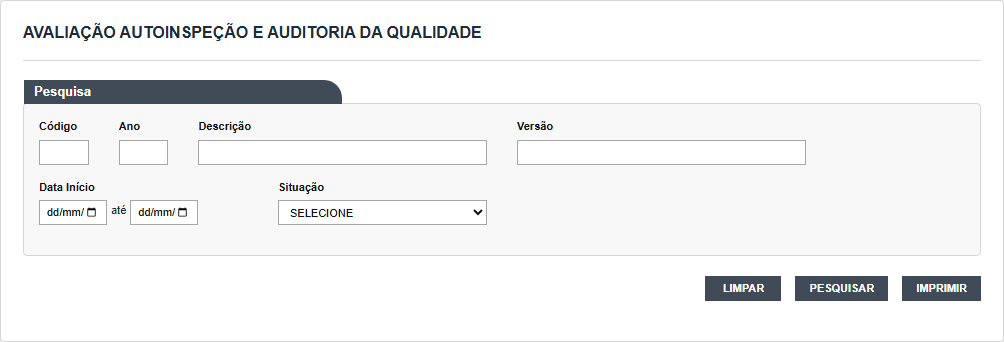 AVALIAÇÃO AUTOINSPEÇÃO E AUDITORIA DA QUALIDADE
Pesquisa
Código Ano Descrição Versão
Data Início Situação
dd/mm/ até dd/mm/ SELECIONE
LIMPAR PESQUISAR IMPRIMIR